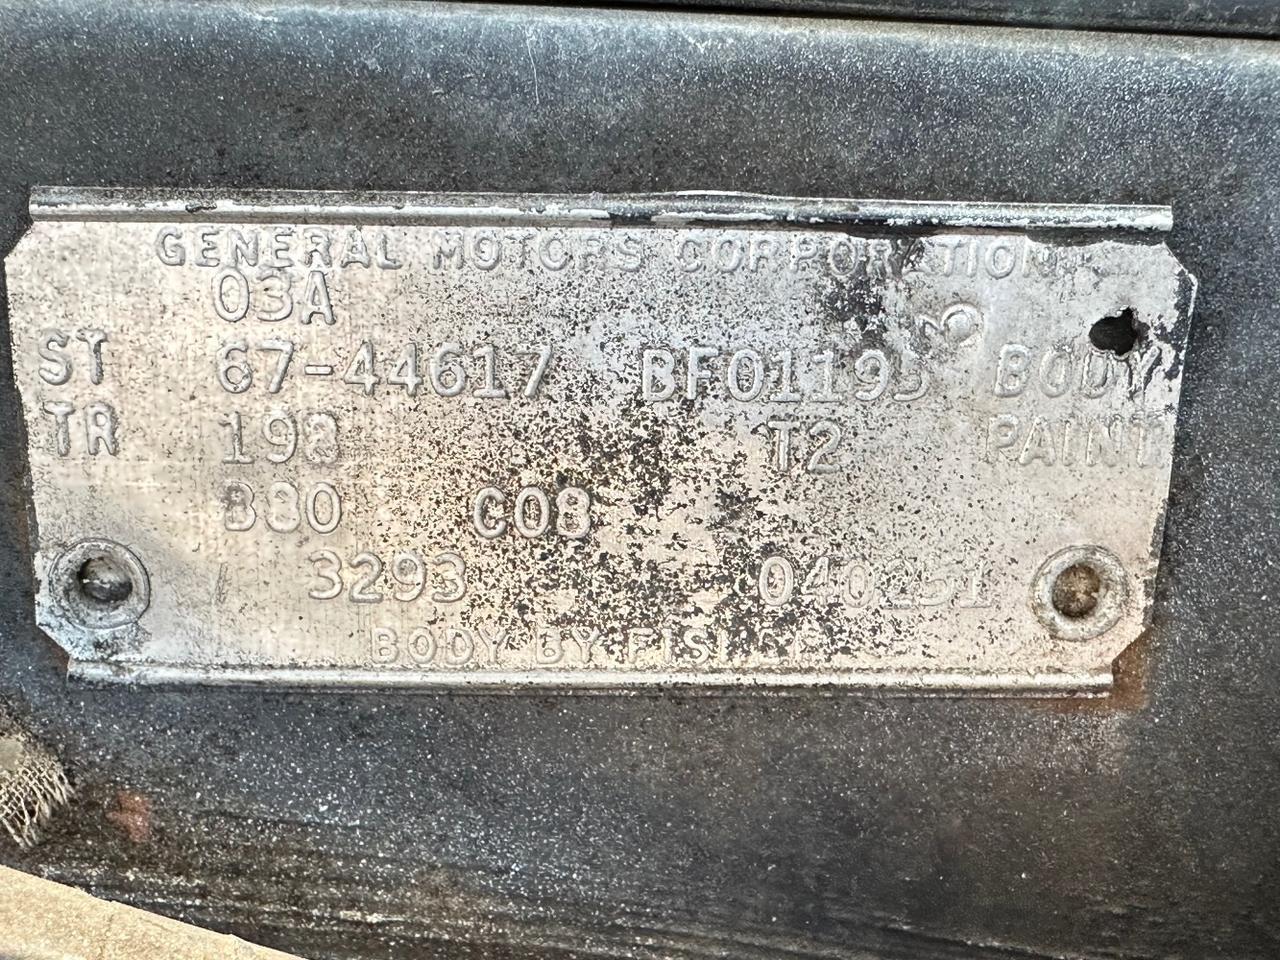 GENERAL MOTORS CORPORATION
03A
3
ST 67-44617 BF01195 BODY
TR 198 T2 PAINT
B80 C08
3293 040251
BODY BY FISHER